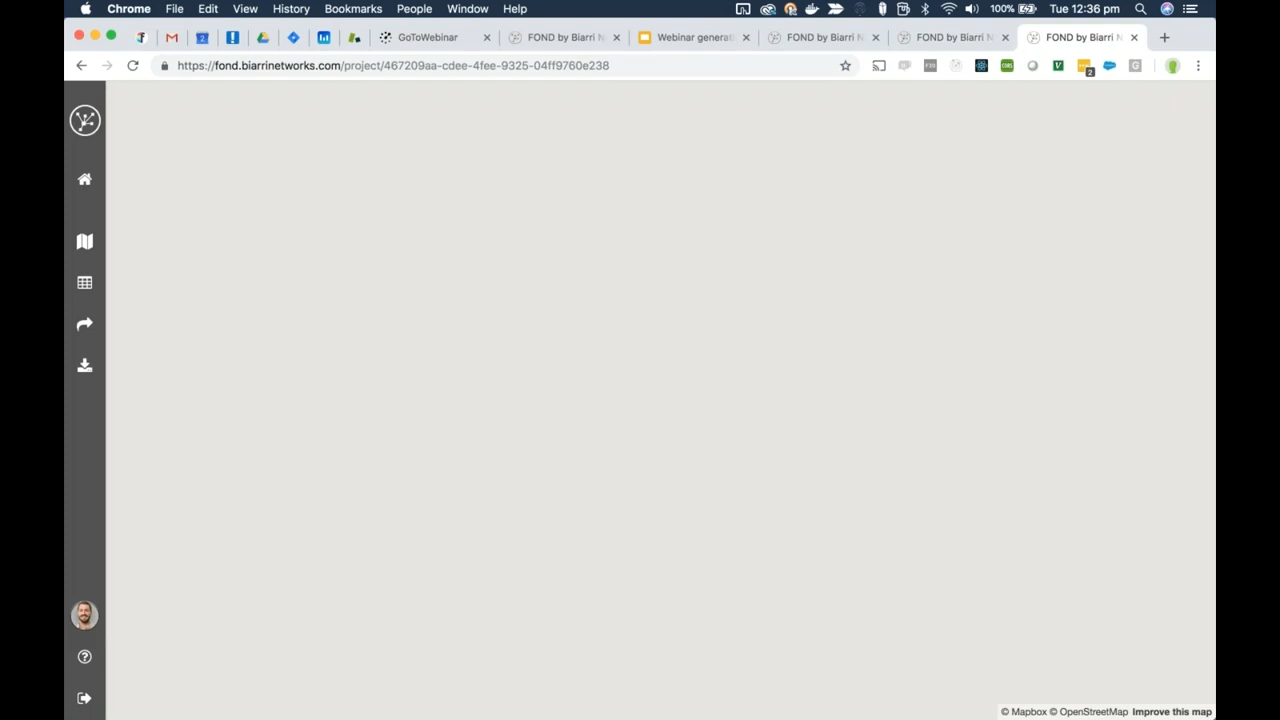 Chrome File Edit View History Bookmarks People Window Help 100% Tue 12:36 pm
GoToWebinar FOND by Biarri N Webinar generati FOND by Biarri N FOND by Biarri N FOND by Biarri N
https://fond.biarrinetworks.com/project/467209aa-cdee-4fee-9325-04ff9760e238
2
© Mapbox © OpenStreetMap Improve this map